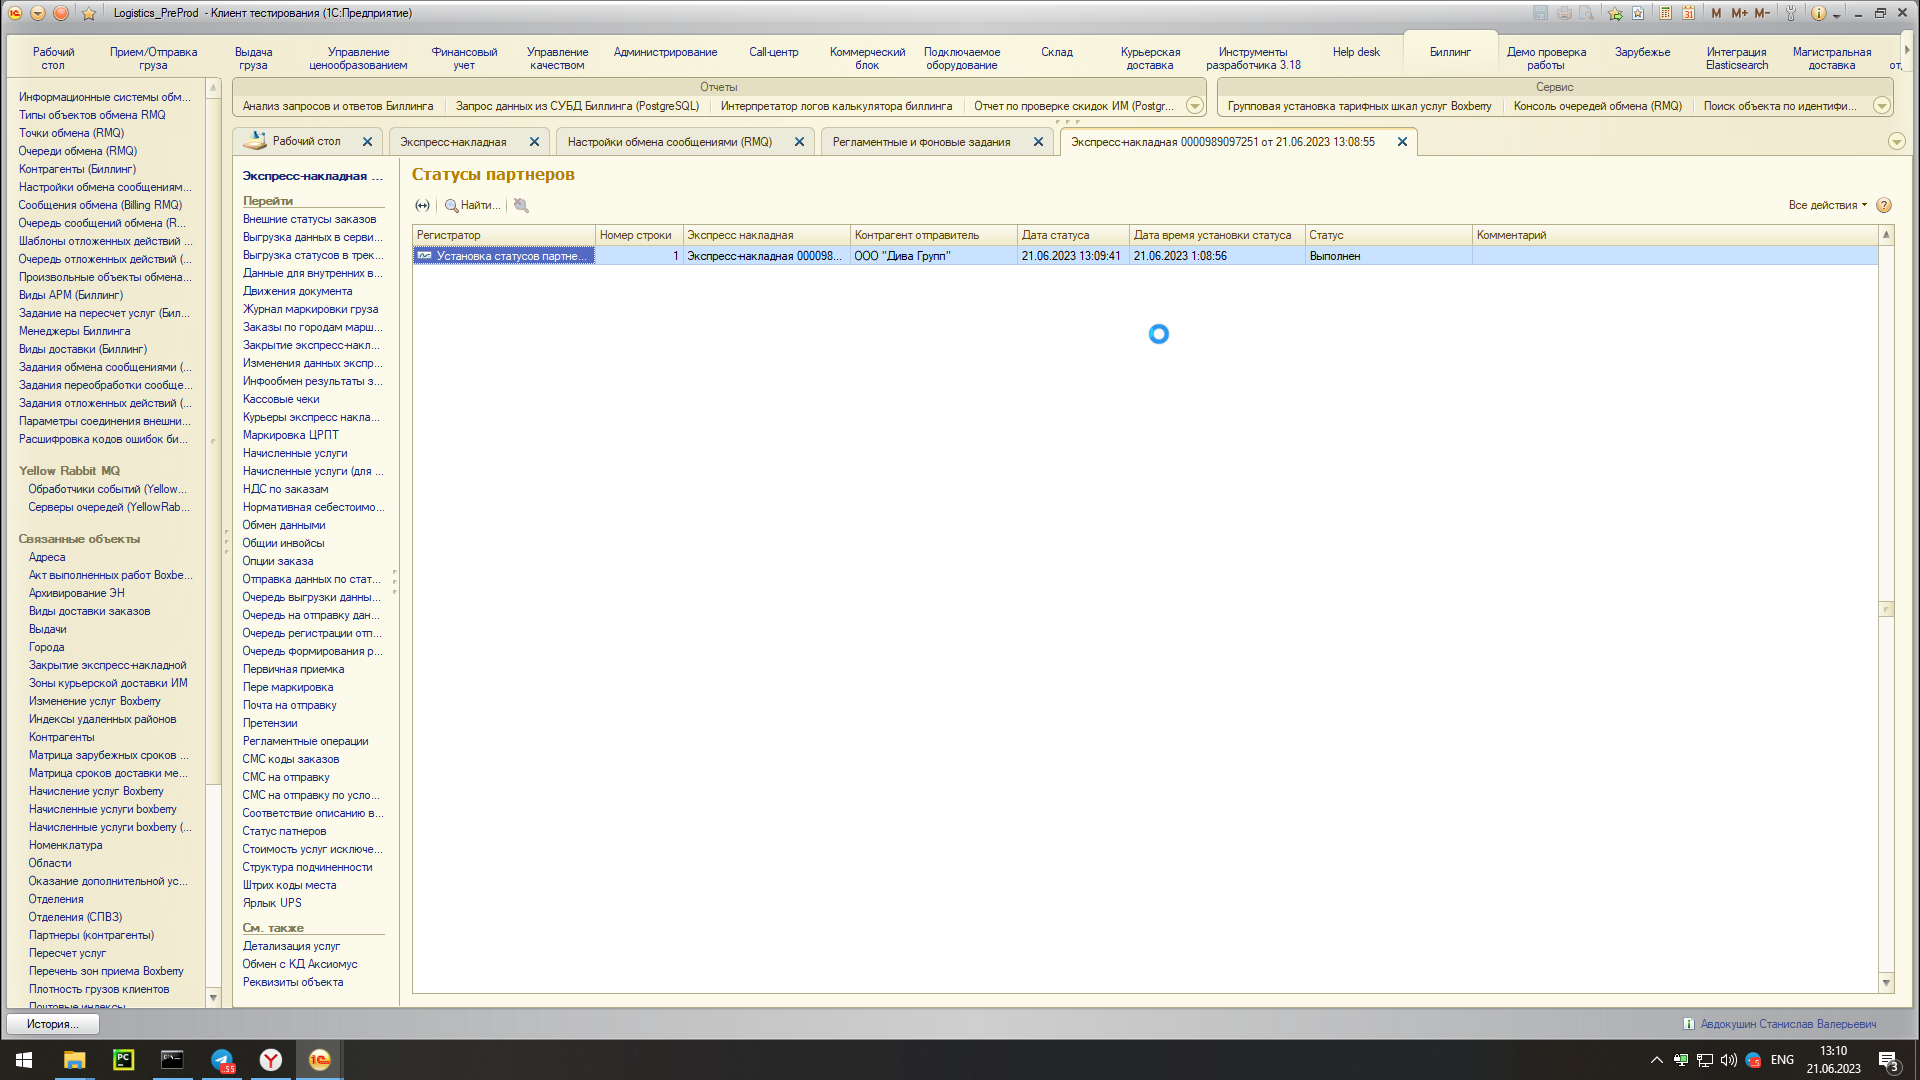 Logistics_PreProd - Клиент тестирования (1С:Предприятие)
M M+ M-
Рабочий стол
Прием/Отправка груза
Выдача груза
Управление ценообразованием
Финансовый учет
Управление качеством
Администрирование
Call-центр
Коммерческий блок
Подключаемое оборудование
Склад
Курьерская доставка
Инструменты разработчика 3.18
Help desk
Биллинг
Демо проверка работы
Зарубежье
Интеграция Elasticsearch
Магистральная доставка
Отчеты
Анализ запросов и ответов Биллинга
Запрос данных из СУБД Биллинга (PostgreSQL)
Интерпретатор логов калькулятора биллинга
Отчет по проверке скидок ИМ (Postgr...
Сервис
Групповая установка тарифных шкал услуг Boxberry
Консоль очередей обмена (RMQ)
Поиск объекта по идентифи...
Рабочий стол
Экспресс-накладная
Настройки обмена сообщениями (RMQ)
Регламентные и фоновые задания
Экспресс-накладная 0000989097251 от 21.06.2023 13:08:55
Информационные системы обм...
Типы объектов обмена RMQ
Точки обмена (RMQ)
Очереди обмена (RMQ)
Контрагенты (Биллинг)
Настройки обмена сообщениям...
Сообщения обмена (Billing RMQ)
Очередь сообщений обмена (R...
Шаблоны отложенных действий ...
Очередь отложенных действий (...
Произвольные объекты обмена...
Виды АРМ (Биллинг)
Задание на пересчет услуг (Бил...
Менеджеры Биллинга
Виды доставки (Биллинг)
Задания обмена сообщениями (...
Задания переобработки сообще...
Задания отложенных действий (...
Параметры соединения внешни...
Расшифровка кодов ошибок би...
Yellow Rabbit MQ
Обработчики событий (Yellow...
Серверы очередей (YellowRab...
Связанные объекты
Адреса
Акт выполненных работ Boxbe...
Архивирование ЭН
Виды доставки заказов
Выдачи
Города
Закрытие экспресс-накладной
Зоны курьерской доставки ИМ
Изменение услуг Boxberry
Индексы удаленных районов
Контрагенты
Матрица зарубежных сроков ...
Матрица сроков доставки ме...
Начисление услуг Boxberry
Начисленные услуги boxberry
Начисленные услуги boxberry (...
Номенклатура
Области
Оказание дополнительной ус...
Отделения
Отделения (СПВЗ)
Партнеры (контрагенты)
Пересчет услуг
Перечень зон приема Boxberry
Плотность грузов клиентов
Почтовые индексы
Экспресс-накладная ...
Перейти
Внешние статусы заказов
Выгрузка данных в серви...
Выгрузка статусов в трек...
Данные для внутренних в...
Движения документа
Журнал маркировки груза
Заказы по городам марш...
Закрытие экспресс-накл...
Изменения данных экспр...
Инфообмен результаты з...
Кассовые чеки
Курьеры экспресс накла...
Маркировка ЦРПТ
Начисленные услуги
Начисленные услуги (для ...
НДС по заказам
Нормативная себестоимо...
Обмен данными
Общии инвойсы
Опции заказа
Отправка данных по стат...
Очередь выгрузки данны...
Очередь на отправку дан...
Очередь регистрации отп...
Очередь формирования р...
Первичная приемка
Пере маркировка
Почта на отправку
Претензии
Регламентные операции
СМС коды заказов
СМС на отправку
СМС на отправку по усло...
Соответствие описанию в...
Статус патнеров
Стоимость услуг исключе...
Структура подчиненности
Штрих коды места
Ярлык UPS
См. также
Детализация услуг
Обмен с КД Аксиомус
Реквизиты объекта
Статусы партнеров
Найти...
Все действия
Регистратор Номер строки Экспресс накладная Контрагент отправитель Дата статуса Дата время установки статуса Статус Комментарий
Установка статусов партне... 1 Экспресс-накладная 000098... ООО "Дива Групп" 21.06.2023 13:09:41 21.06.2023 1:08:56 Выполнен
История...
Авдокушин Станислав Валерьевич
ENG
13:10
21.06.2023
3